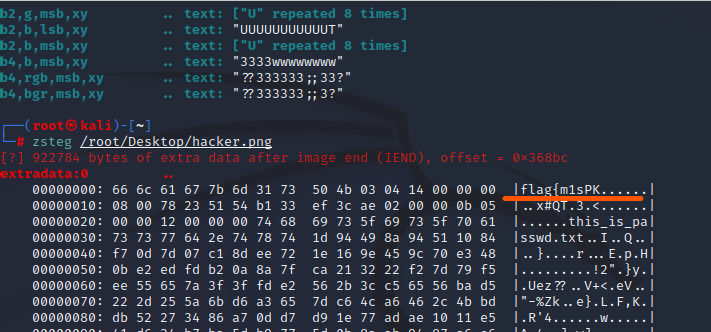 b2,g,msb,xy .. text: ["U" repeated 8 times]
b2,b,lsb,xy .. text: "UUUUUUUUUUUT"
b2,b,msb,xy .. text: ["U" repeated 8 times]
b4,b,msb,xy .. text: "3333wwwwwwww"
b4,rgb,msb,xy .. text: "??333333;;33?"
b4,bgr,msb,xy .. text: "??333333;;3?"
┌──(root㉿kali)-[~]
└─# zsteg /root/Desktop/hacker.png
[?] 922784 bytes of extra data after image end (IEND), offset = 0×368bc
extradata:0 ..
00000000: 66 6c 61 67 7b 6d 31 73 50 4b 03 04 14 00 00 00 |flag{m1sPK......|
00000010: 08 00 78 23 51 54 b1 33 ef 3c ae 02 00 00 0b 05 |..x#QT.3.<......|
00000020: 00 00 12 00 00 00 74 68 69 73 5f 69 73 5f 70 61 |......this_is_pa|
00000030: 73 73 77 64 2e 74 78 74 1d 94 49 8a 94 51 10 84 |sswd.txt..I..Q..|
00000040: f7 0d 7d 07 c1 8d ee 72 1e 16 9e 45 9c 70 e3 48 |..}....r...E.p.H|
00000050: 0b e2 ed fd b2 0a 8a 7f ca 21 32 22 f2 7d 79 f5 |.........!2".}y.|
00000060: ee 55 65 7a 3f 3f fd e2 56 2b 3c c5 65 56 ba d5 |.Uez??..V+<.eV..|
00000070: 22 2d 25 5a 6b d6 a3 65 7d c4 4c a6 46 2c 4b bd |"-%Zk..e}.L.F,K.|
00000080: db 52 27 34 86 a7 0d d7 d9 1e 77 ad ae 10 11 e5 |.R'4......w.....|